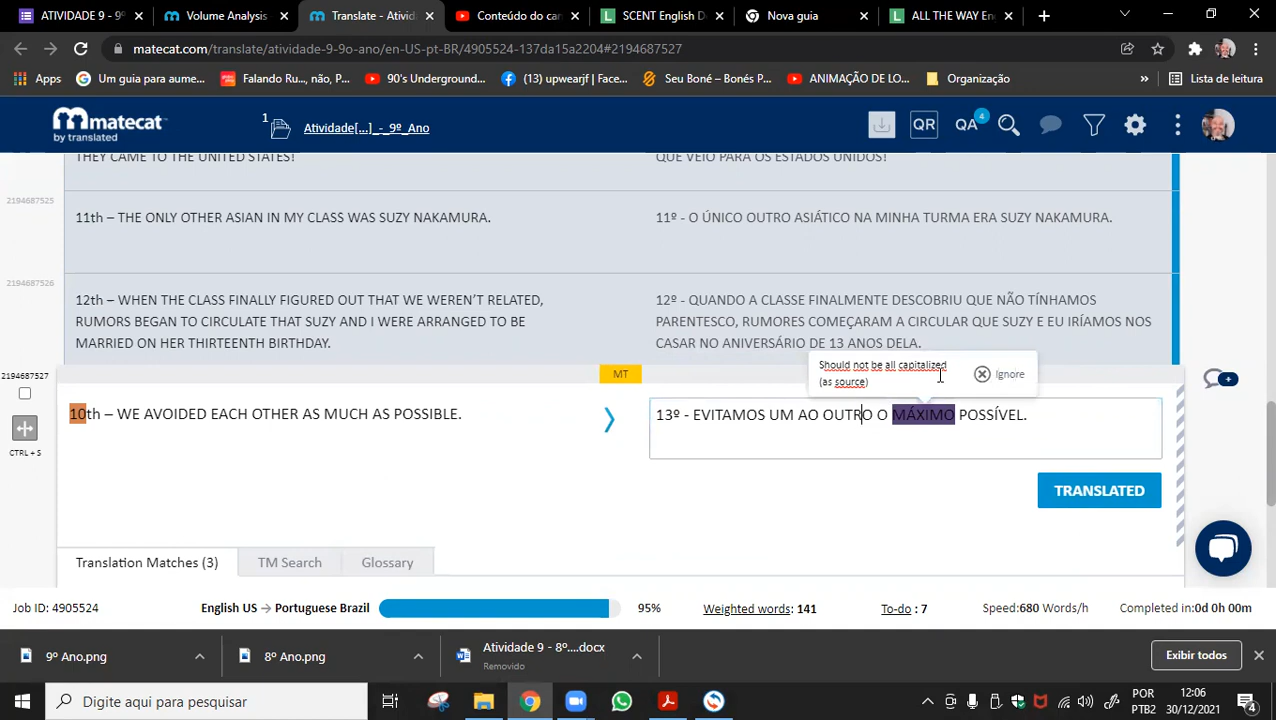 ATIVIDADE 9 - 9º
Volume Analysis
Translate - Ativid
Conteúdo do can
SCENT English D
Nova guia
ALL THE WAY En
matecat.com/translate/atividade-9-9o-ano/en-US-pt-BR/4905524-137da15a2204#2194687527
Apps
Um guia para aume...
Falando Ru..., não, P...
90's Underground...
(13) upwearjf | Face...
Seu Boné – Bonés P...
ANIMAÇÃO DE LO...
Organização
»
Lista de leitura
matecat
by translated
1
Atividade[...]_-_9º_Ano
QR
QA
4
THEY CAME TO THE UNITED STATES!
QUE VEIO PARA OS ESTADOS UNIDOS!
2194687525
11th – THE ONLY OTHER ASIAN IN MY CLASS WAS SUZY NAKAMURA.
11º - O ÚNICO OUTRO ASIÁTICO NA MINHA TURMA ERA SUZY NAKAMURA.
2194687526
12th – WHEN THE CLASS FINALLY FIGURED OUT THAT WE WEREN'T RELATED,
RUMORS BEGAN TO CIRCULATE THAT SUZY AND I WERE ARRANGED TO BE
MARRIED ON HER THIRTEENTH BIRTHDAY.
12º - QUANDO A CLASSE FINALMENTE DESCOBRIU QUE NÃO TÍNHAMOS
PARENTESCO, RUMORES COMEÇARAM A CIRCULAR QUE SUZY E EU IRÍAMOS NOS
CASAR NO ANIVERSÁRIO DE 13 ANOS DELA.
Should not be all capitalized
(as source)
Ignore
2194687527
MT
10th – WE AVOIDED EACH OTHER AS MUCH AS POSSIBLE.
13º - EVITAMOS UM AO OUTRO O MÁXIMO POSSÍVEL.
CTRL + S
TRANSLATED
Translation Matches (3)
TM Search
Glossary
Job ID: 4905524
English US → Portuguese Brazil
95%
Weighted words: 141
To-do : 7
Speed:680 Words/h
Completed in:0d 0h 00m
9º Ano.png
8º Ano.png
Atividade 9 - 8º....docx
Removido
Exibir todos
Digite aqui para pesquisar
POR
PTB2
12:06
30/12/2021
4